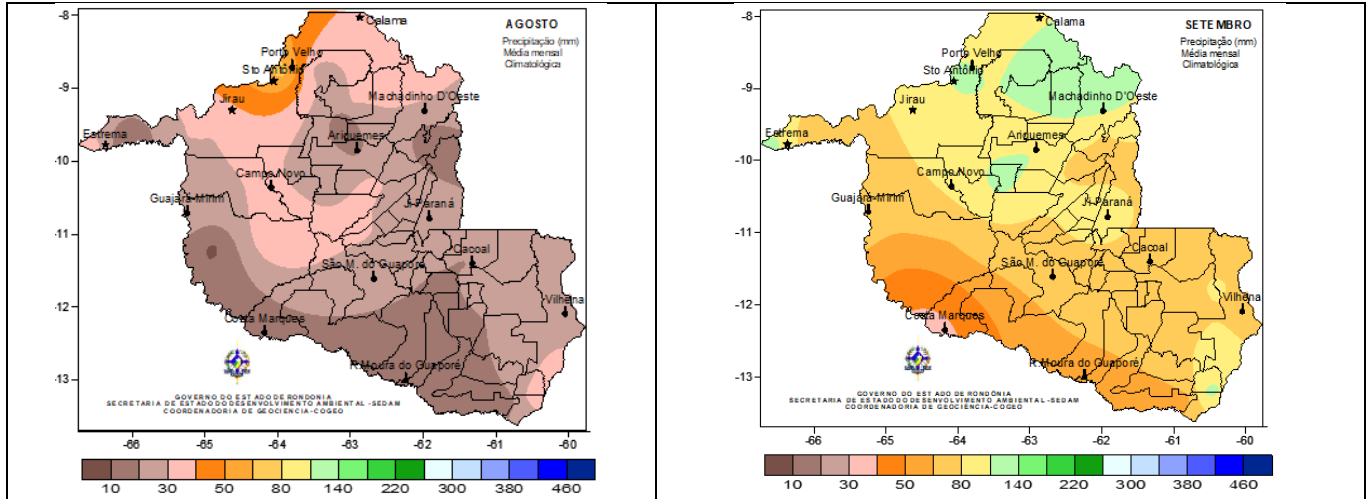 AGOSTO
Precipitação (mm)
Média mensal
Climatológica
-8
-9
-10
-11
-12
-13
Calama
Porto Velho
Sto Antônio
Jirau
Machadinho D'Oeste
Extrema
Ariquemes
Campo Novo
Guajará-Mirim
Ji-Paraná
Cacoal
São M. do Guaporé
Vilhena
Costa Marques
R.Moura do Guaporé
GOVERNO DO ESTADO DE RONDONIA
SECRETARIA DE ESTADO DO DESENVOLVIMENTO AMBIENTAL -SEDAM
COORDENADORIA DE GEOCIENCIA-COGEO
-66 -65 -64 -63 -62 -61 -60
10 30 50 80 140 220 300 380 460
SETEMBRO
Precipitação (mm)
Média mensal
Climatológica
-8
-9
-10
-11
-12
-13
Calama
Porto Velho
Sto Antônio
Jirau
Machadinho D'Oeste
Extrema
Ariquemes
Campo Novo
Guajará-Mirim
Ji-Paraná
Cacoal
São M. do Guaporé
Vilhena
Costa Marques
R.Moura do Guaporé
GOVERNO DO ESTADO DE RONDÔNIA
SECRETARIA DE ESTADO DO DESENVOLVIMENTO AMBIENTAL -SEDAM
COORDENADORIA DE GEOCIÊNCIA-COGEO
-66 -65 -64 -63 -62 -61 -60
10 30 50 80 140 220 300 380 460